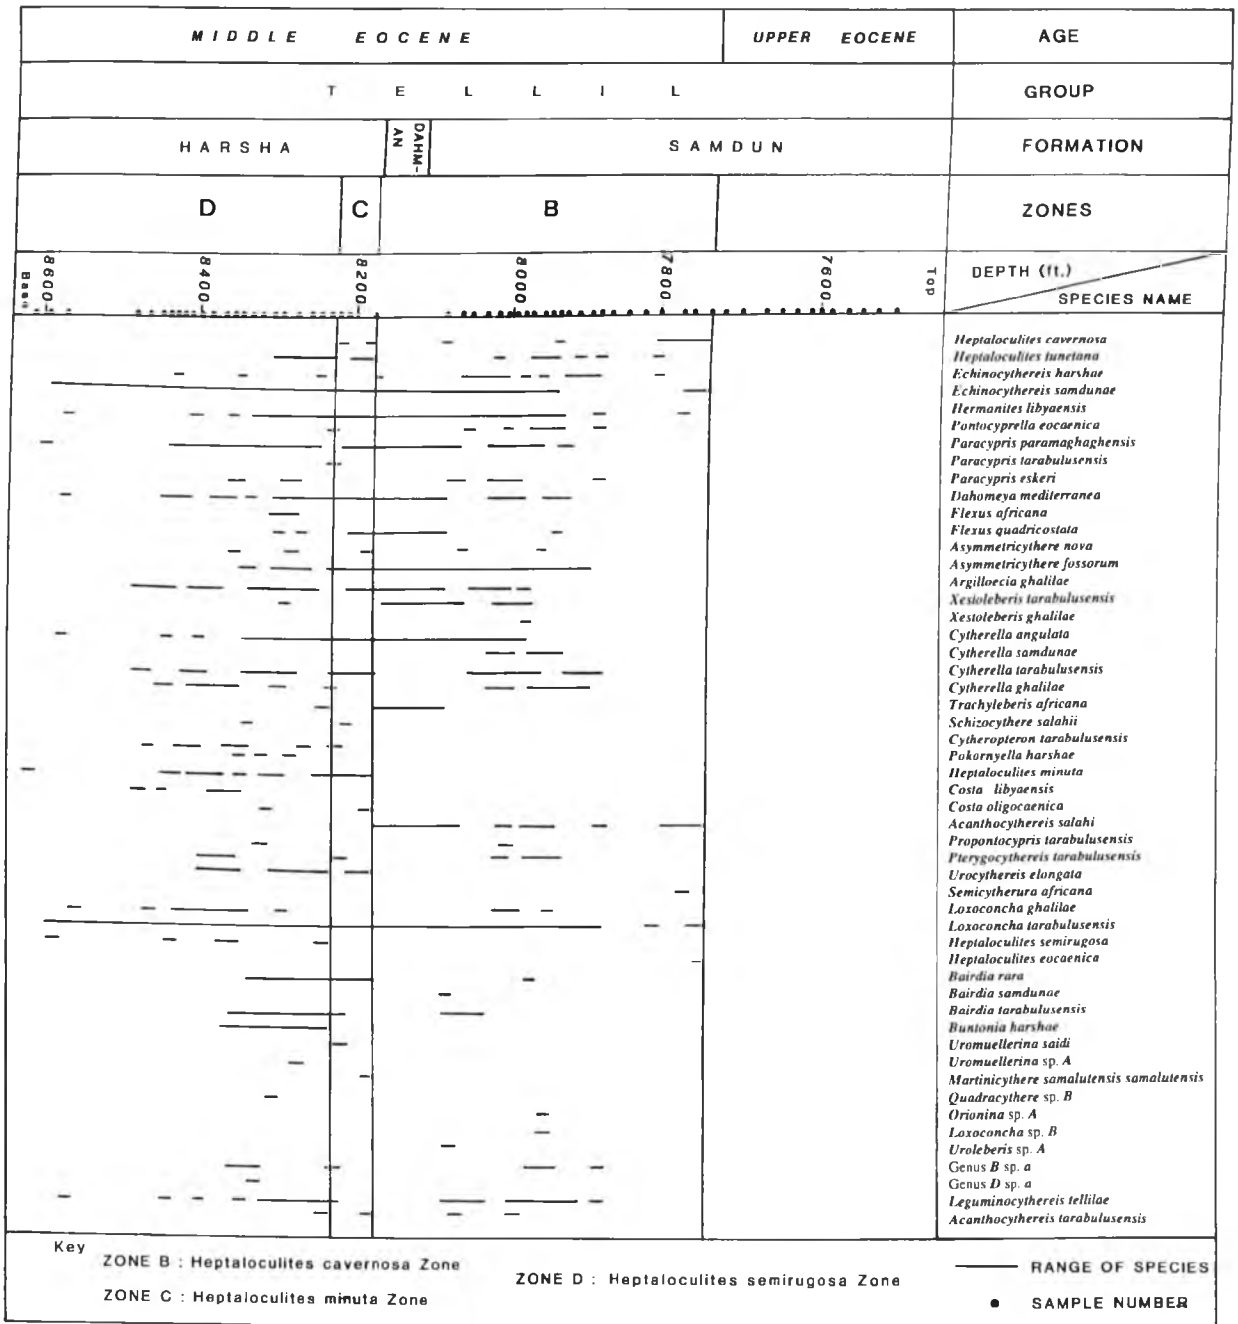 MIDDLE EOCENE UPPER EOCENE AGE
TELLIL GROUP
HARSHA DAHM-AN SAMDUN FORMATION
D C B ZONES
Base 8600 8400 8200 8000 7800 7600 Top DEPTH (ft.)
SPECIES NAME
Heptaloculites cavernosa
Heptaloculites tunetana
Echinocythereis harshae
Echinocythereis samdunae
Hermanites libyaensis
Pontocyprella eocaenica
Paracypris paramaghaghensis
Paracypris tarabulusensis
Paracypris eskeri
Dahomeya mediterranea
Flexus africana
Flexus quadricostata
Asymmetricythere nova
Asymmetricythere fossorum
Argilloecia ghalilae
Xestoleberis tarabulusensis
Xestoleberis ghalilae
Cytherella angulata
Cytherella samdunae
Cytherella tarabulusensis
Cytherella ghalilae
Trachyleberis africana
Schizocythere salahii
Cytheropteron tarabulusensis
Pokornyella harshae
Heptaloculites minuta
Costa libyaensis
Costa oligocaenica
Acanthocythereis salahi
Propontocypris tarabulusensis
Pterygocythereis tarabulusensis
Urocythereis elongata
Semicytherura africana
Loxoconcha ghalilae
Loxoconcha tarabulusensis
Heptaloculites semirugosa
Heptaloculites eocaenica
Bairdia rara
Bairdia samdunae
Bairdia tarabulusensis
Buntonia harshae
Uromuellerina saidi
Uromuellerina sp. A
Martinicythere samalutensis samalutensis
Quadracythere sp. B
Orionina sp. A
Loxoconcha sp. B
Uroleberis sp. A
Genus B sp. a
Genus D sp. a
Leguminocythereis tellilae
Acanthocythereis tarabulusensis
Key
ZONE B : Heptaloculites cavernosa Zone
ZONE C : Heptaloculites minuta Zone
ZONE D : Heptaloculites semirugosa Zone
RANGE OF SPECIES
SAMPLE NUMBER